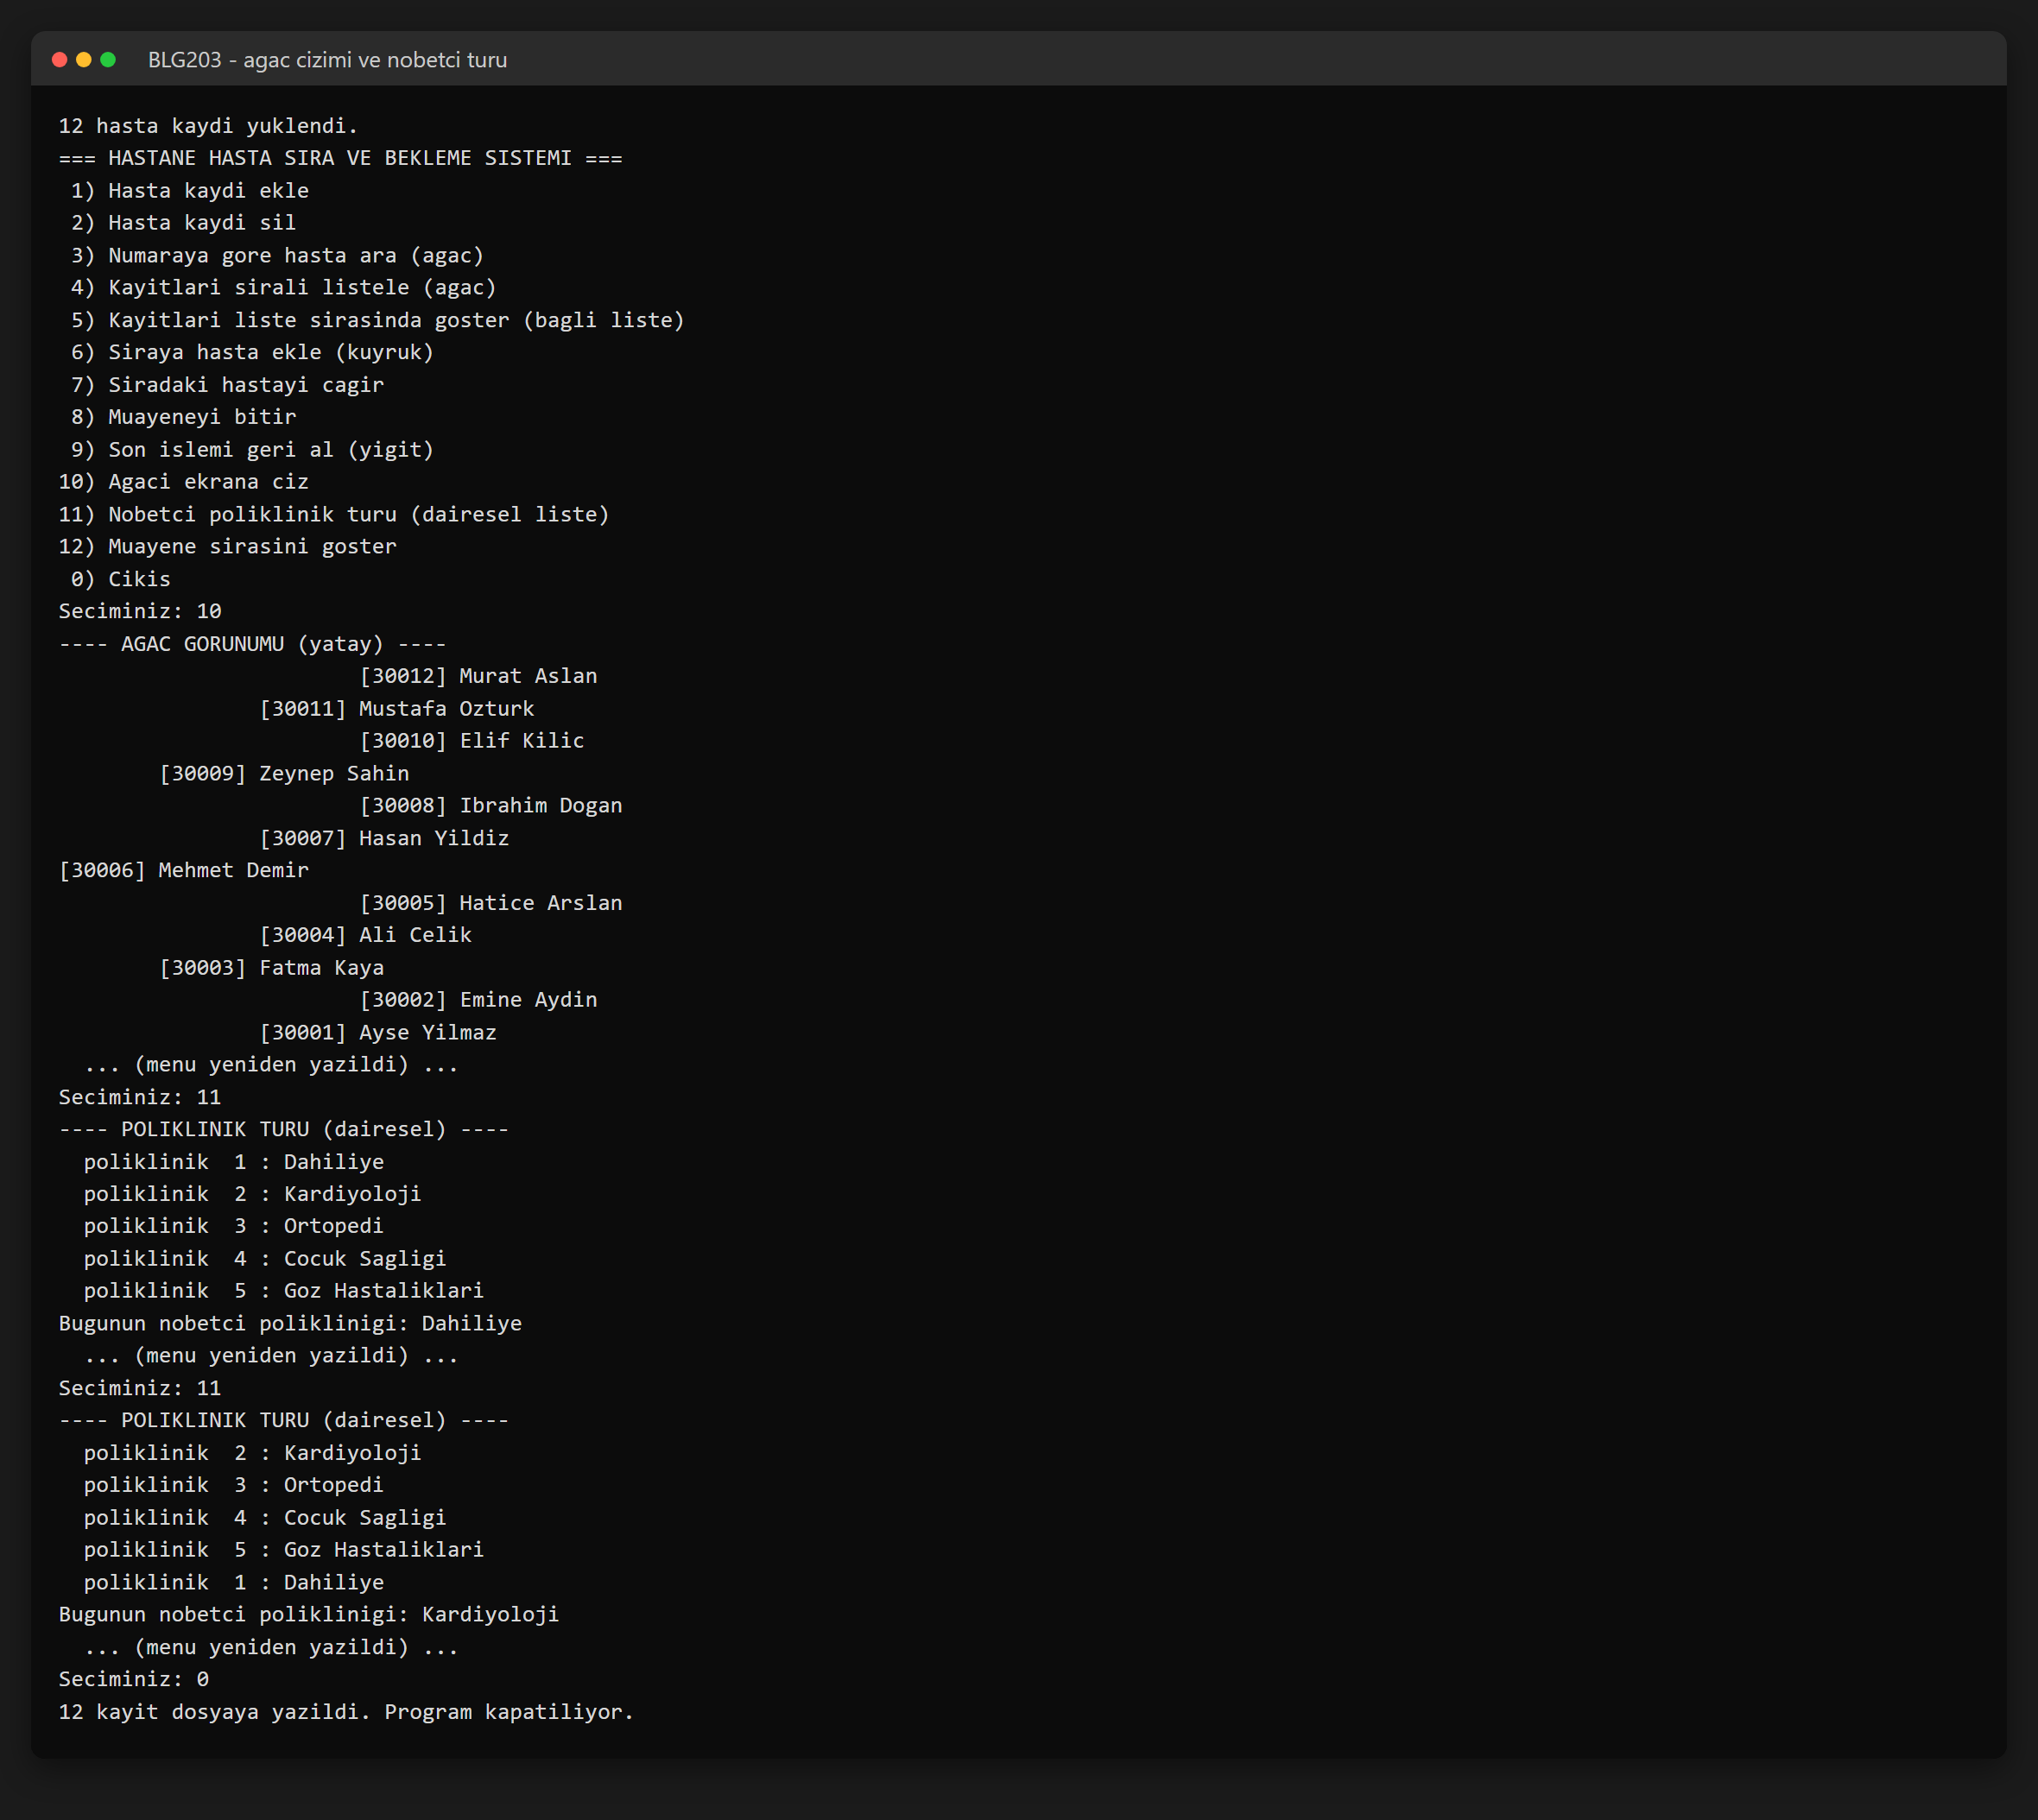 BLG203 - agac cizimi ve nobetci turu
12 hasta kaydi yuklendi.
=== HASTANE HASTA SIRA VE BEKLEME SISTEMI ===
 1) Hasta kaydi ekle
 2) Hasta kaydi sil
 3) Numaraya gore hasta ara (agac)
 4) Kayitlari sirali listele (agac)
 5) Kayitlari liste sirasinda goster (bagli liste)
 6) Siraya hasta ekle (kuyruk)
 7) Siradaki hastayi cagir
 8) Muayeneyi bitir
 9) Son islemi geri al (yigit)
10) Agaci ekrana ciz
11) Nobetci poliklinik turu (dairesel liste)
12) Muayene sirasini goster
 0) Cikis
Seciminiz: 10
---- AGAC GORUNUMU (yatay) ----
                        [30012] Murat Aslan
                [30011] Mustafa Ozturk
                        [30010] Elif Kilic
        [30009] Zeynep Sahin
                        [30008] Ibrahim Dogan
                [30007] Hasan Yildiz
[30006] Mehmet Demir
                        [30005] Hatice Arslan
                [30004] Ali Celik
        [30003] Fatma Kaya
                        [30002] Emine Aydin
                [30001] Ayse Yilmaz
  ... (menu yeniden yazildi) ...
Seciminiz: 11
---- POLIKLINIK TURU (dairesel) ----
  poliklinik  1 : Dahiliye
  poliklinik  2 : Kardiyoloji
  poliklinik  3 : Ortopedi
  poliklinik  4 : Cocuk Sagligi
  poliklinik  5 : Goz Hastaliklari
Bugunun nobetci poliklinigi: Dahiliye
  ... (menu yeniden yazildi) ...
Seciminiz: 11
---- POLIKLINIK TURU (dairesel) ----
  poliklinik  2 : Kardiyoloji
  poliklinik  3 : Ortopedi
  poliklinik  4 : Cocuk Sagligi
  poliklinik  5 : Goz Hastaliklari
  poliklinik  1 : Dahiliye
Bugunun nobetci poliklinigi: Kardiyoloji
  ... (menu yeniden yazildi) ...
Seciminiz: 0
12 kayit dosyaya yazildi. Program kapatiliyor.